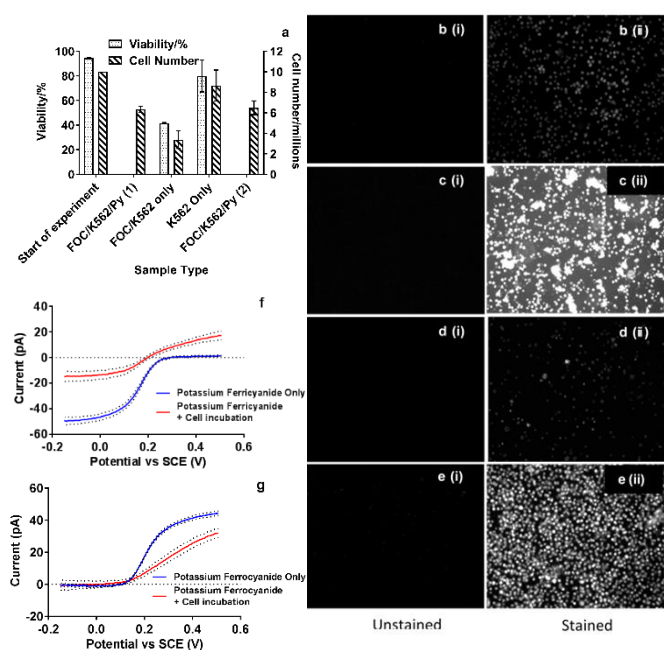 a
Viability/%
Cell Number
100
80
60
40
20
0
Viability/%
12
10
8
6
4
2
0
Cell number/millions
Start of experiment
FOC/K562/Py (1)
FOC/K562 only
K562 Only
FOC/K562/Py (2)
Sample Type
f
40
20
0
-20
-40
-60
Current (pA)
Potassium Ferricyanide Only
Potassium Ferricyanide
+ Cell incubation
-0.2 0.0 0.2 0.4 0.6
Potential vs SCE (V)
g
60
40
20
0
-20
Current (pA)
Potassium Ferrocyanide Only
Potassium Ferrocyanide
+ Cell incubation
-0.2 0.0 0.2 0.4 0.6
Potential vs SCE (V)
b (i)
b (ii)
c (i)
c (ii)
d (i)
d (ii)
e (i)
e (ii)
Unstained
Stained